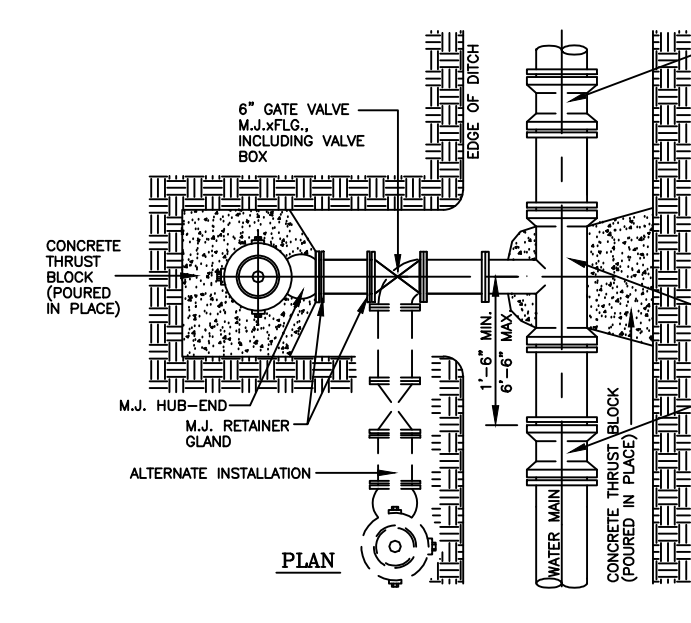 6" GATE VALVE
M.J.xFLG.,
INCLUDING VALVE
BOX
EDGE OF DITCH
CONCRETE
THRUST
BLOCK
(POURED
IN PLACE)
1'-6" MIN.
6'-6" MAX
M.J. HUB-END
M.J. RETAINER
GLAND
ALTERNATE INSTALLATION
PLAN
WATER MAIN
CONCRETE THRUST BLOCK
(POURED IN PLACE)